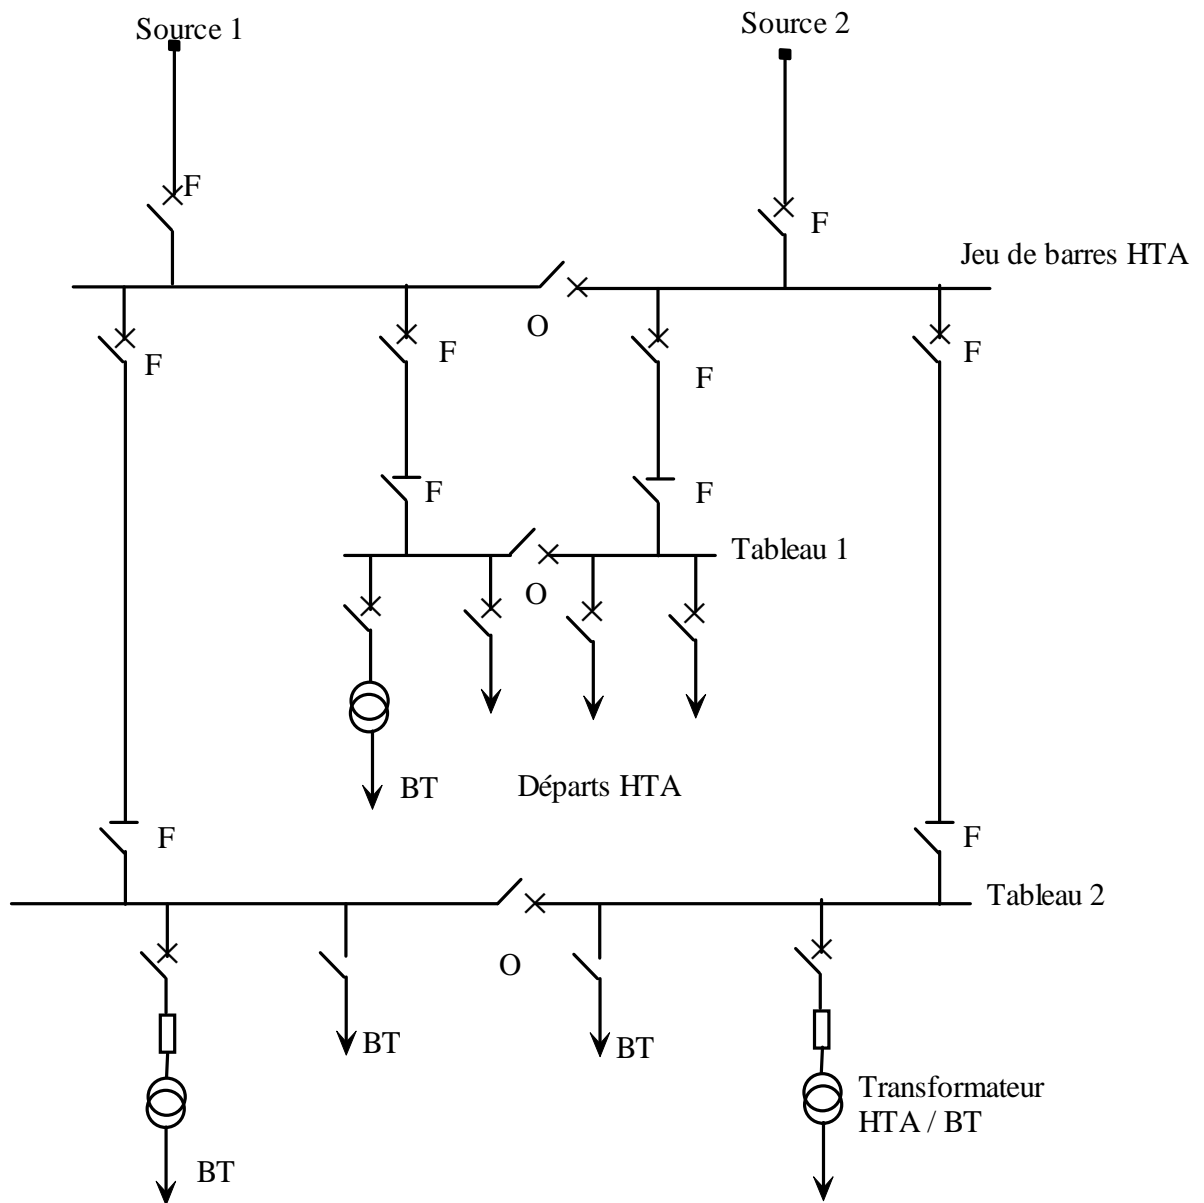 Source 1
Source 2
F
F
Jeu de barres HTA
O
F
F
F
F
F
F
Tableau 1
O
BT
Départs HTA
F
F
Tableau 2
O
BT
BT
Transformateur
HTA / BT
BT